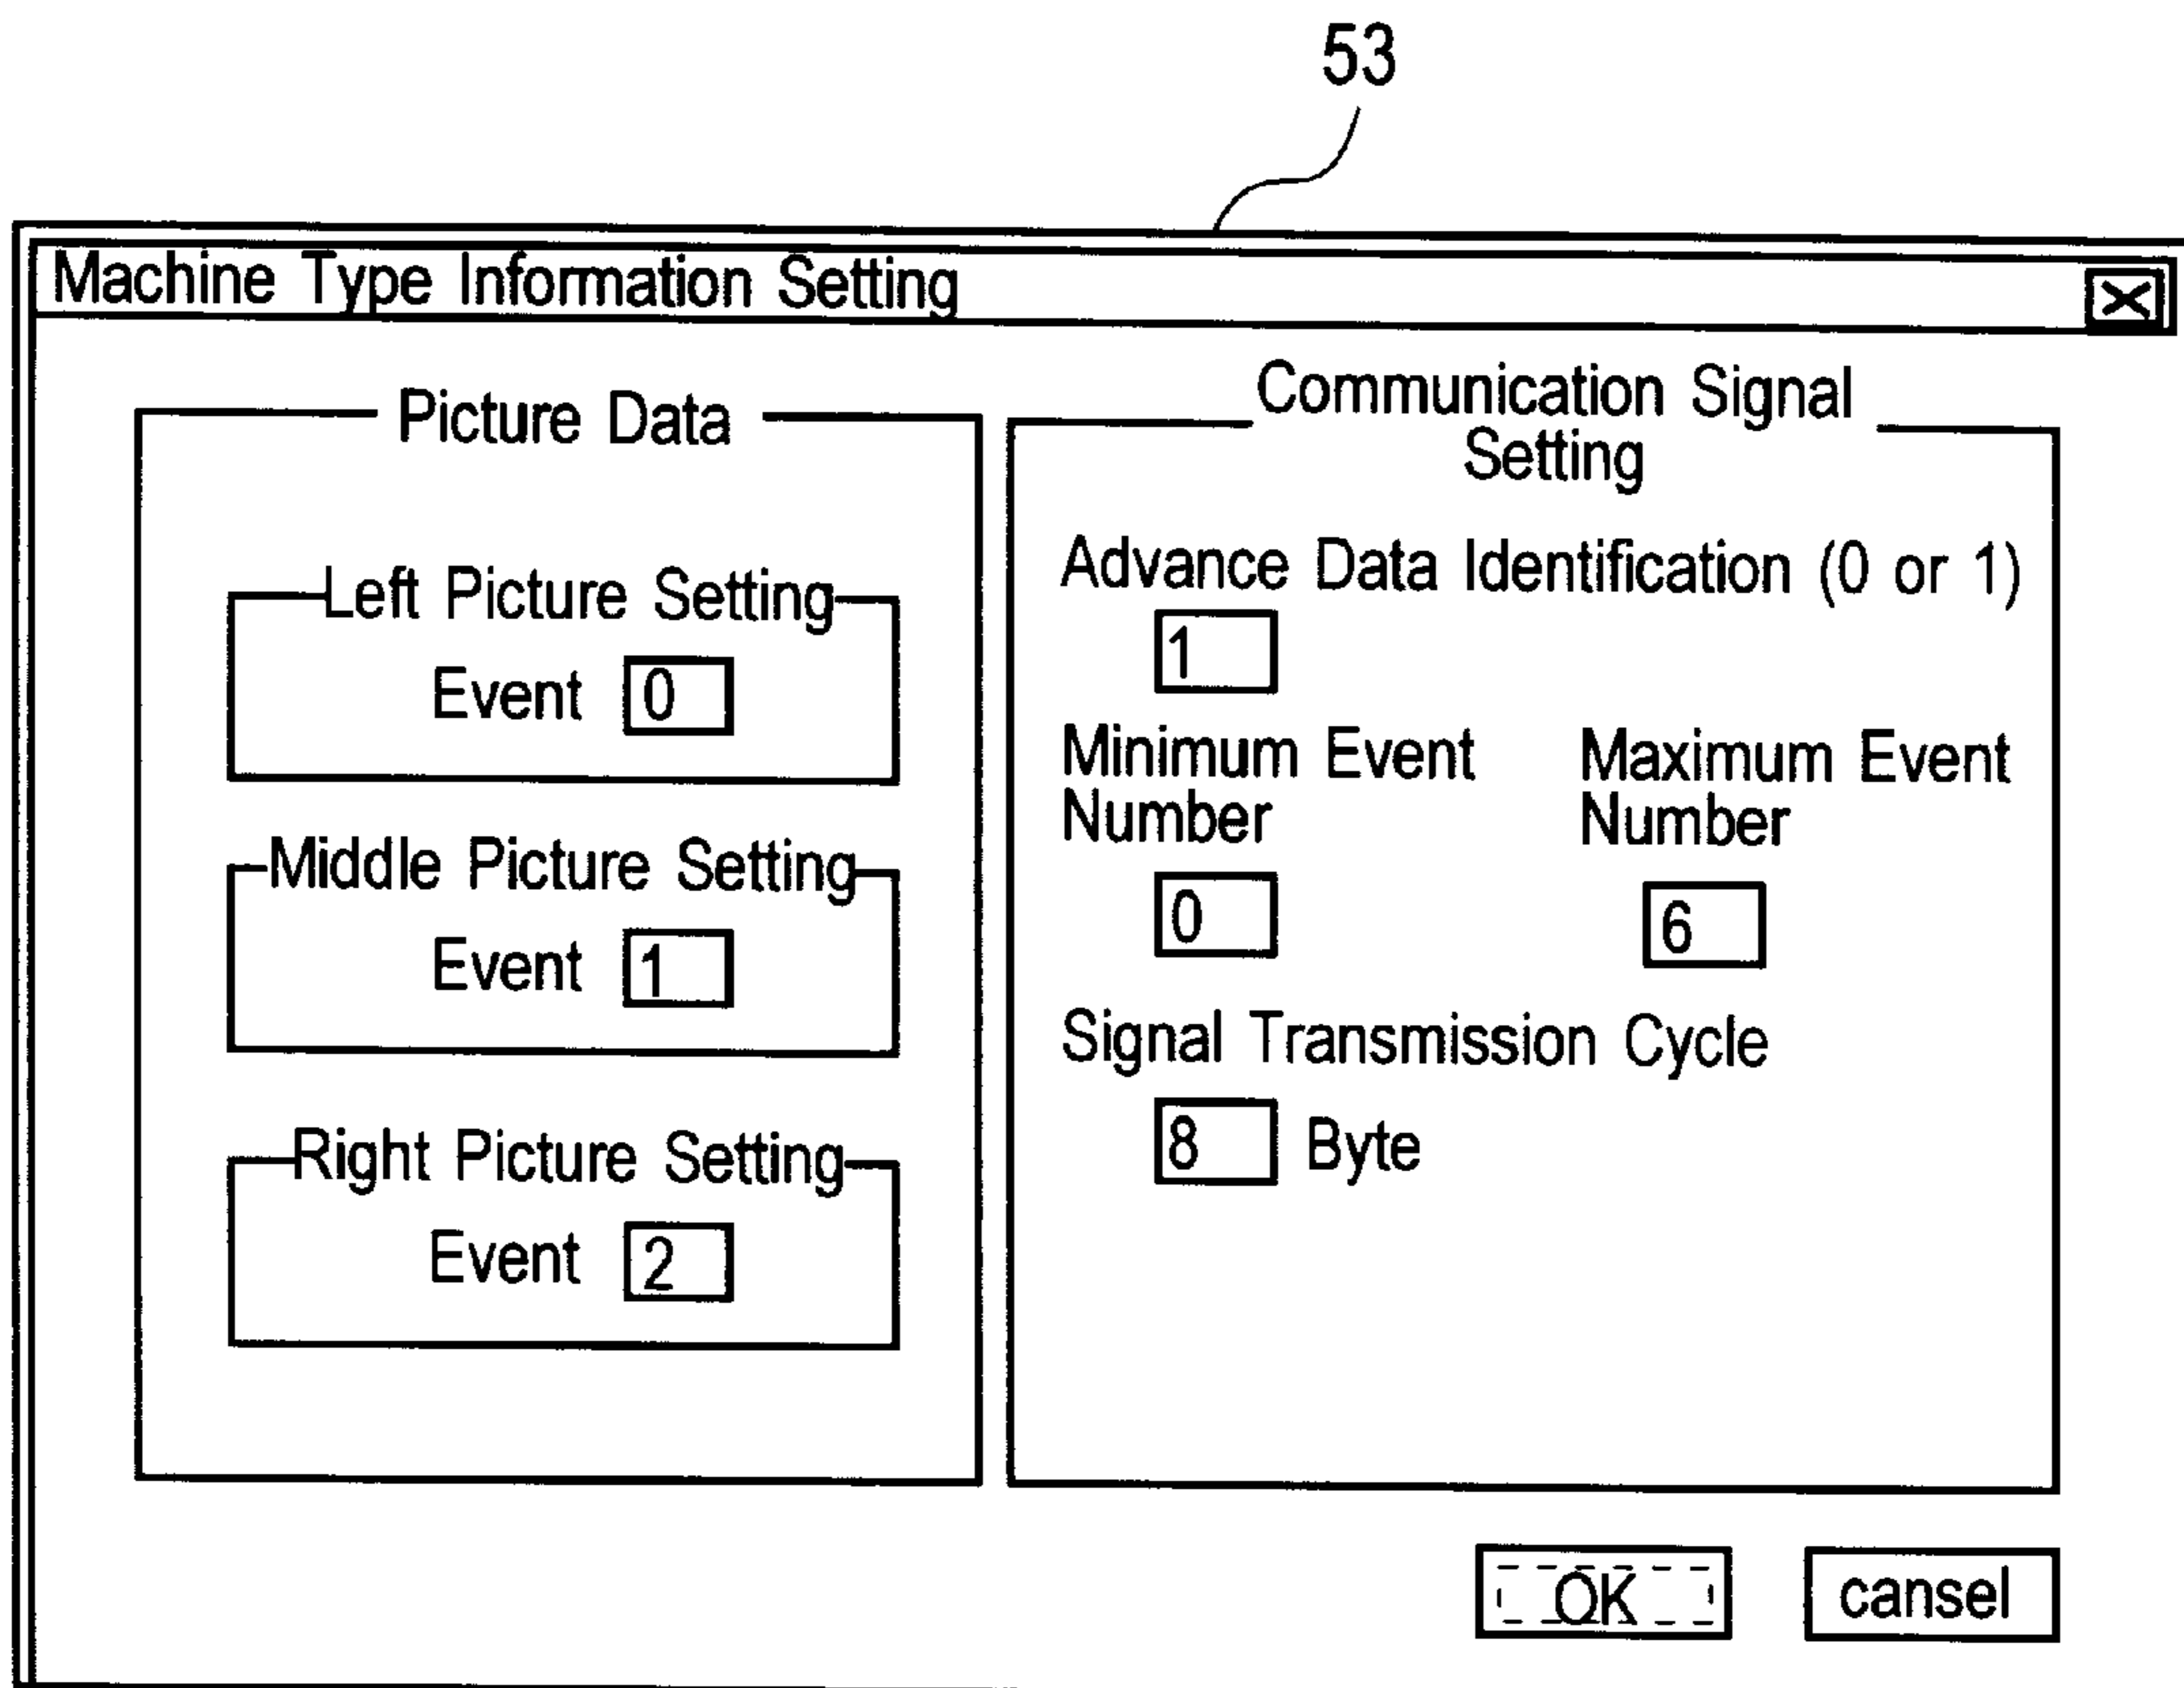 53
Machine Type Information Setting
Picture Data
Left Picture Setting
Event 0
Middle Picture Setting
Event 1
Right Picture Setting
Event 2
Communication Signal
Setting
Advance Data Identification (0 or 1)
1
Minimum Event
Number
0
Maximum Event
Number
6
Signal Transmission Cycle
8 Byte
OK
cansel